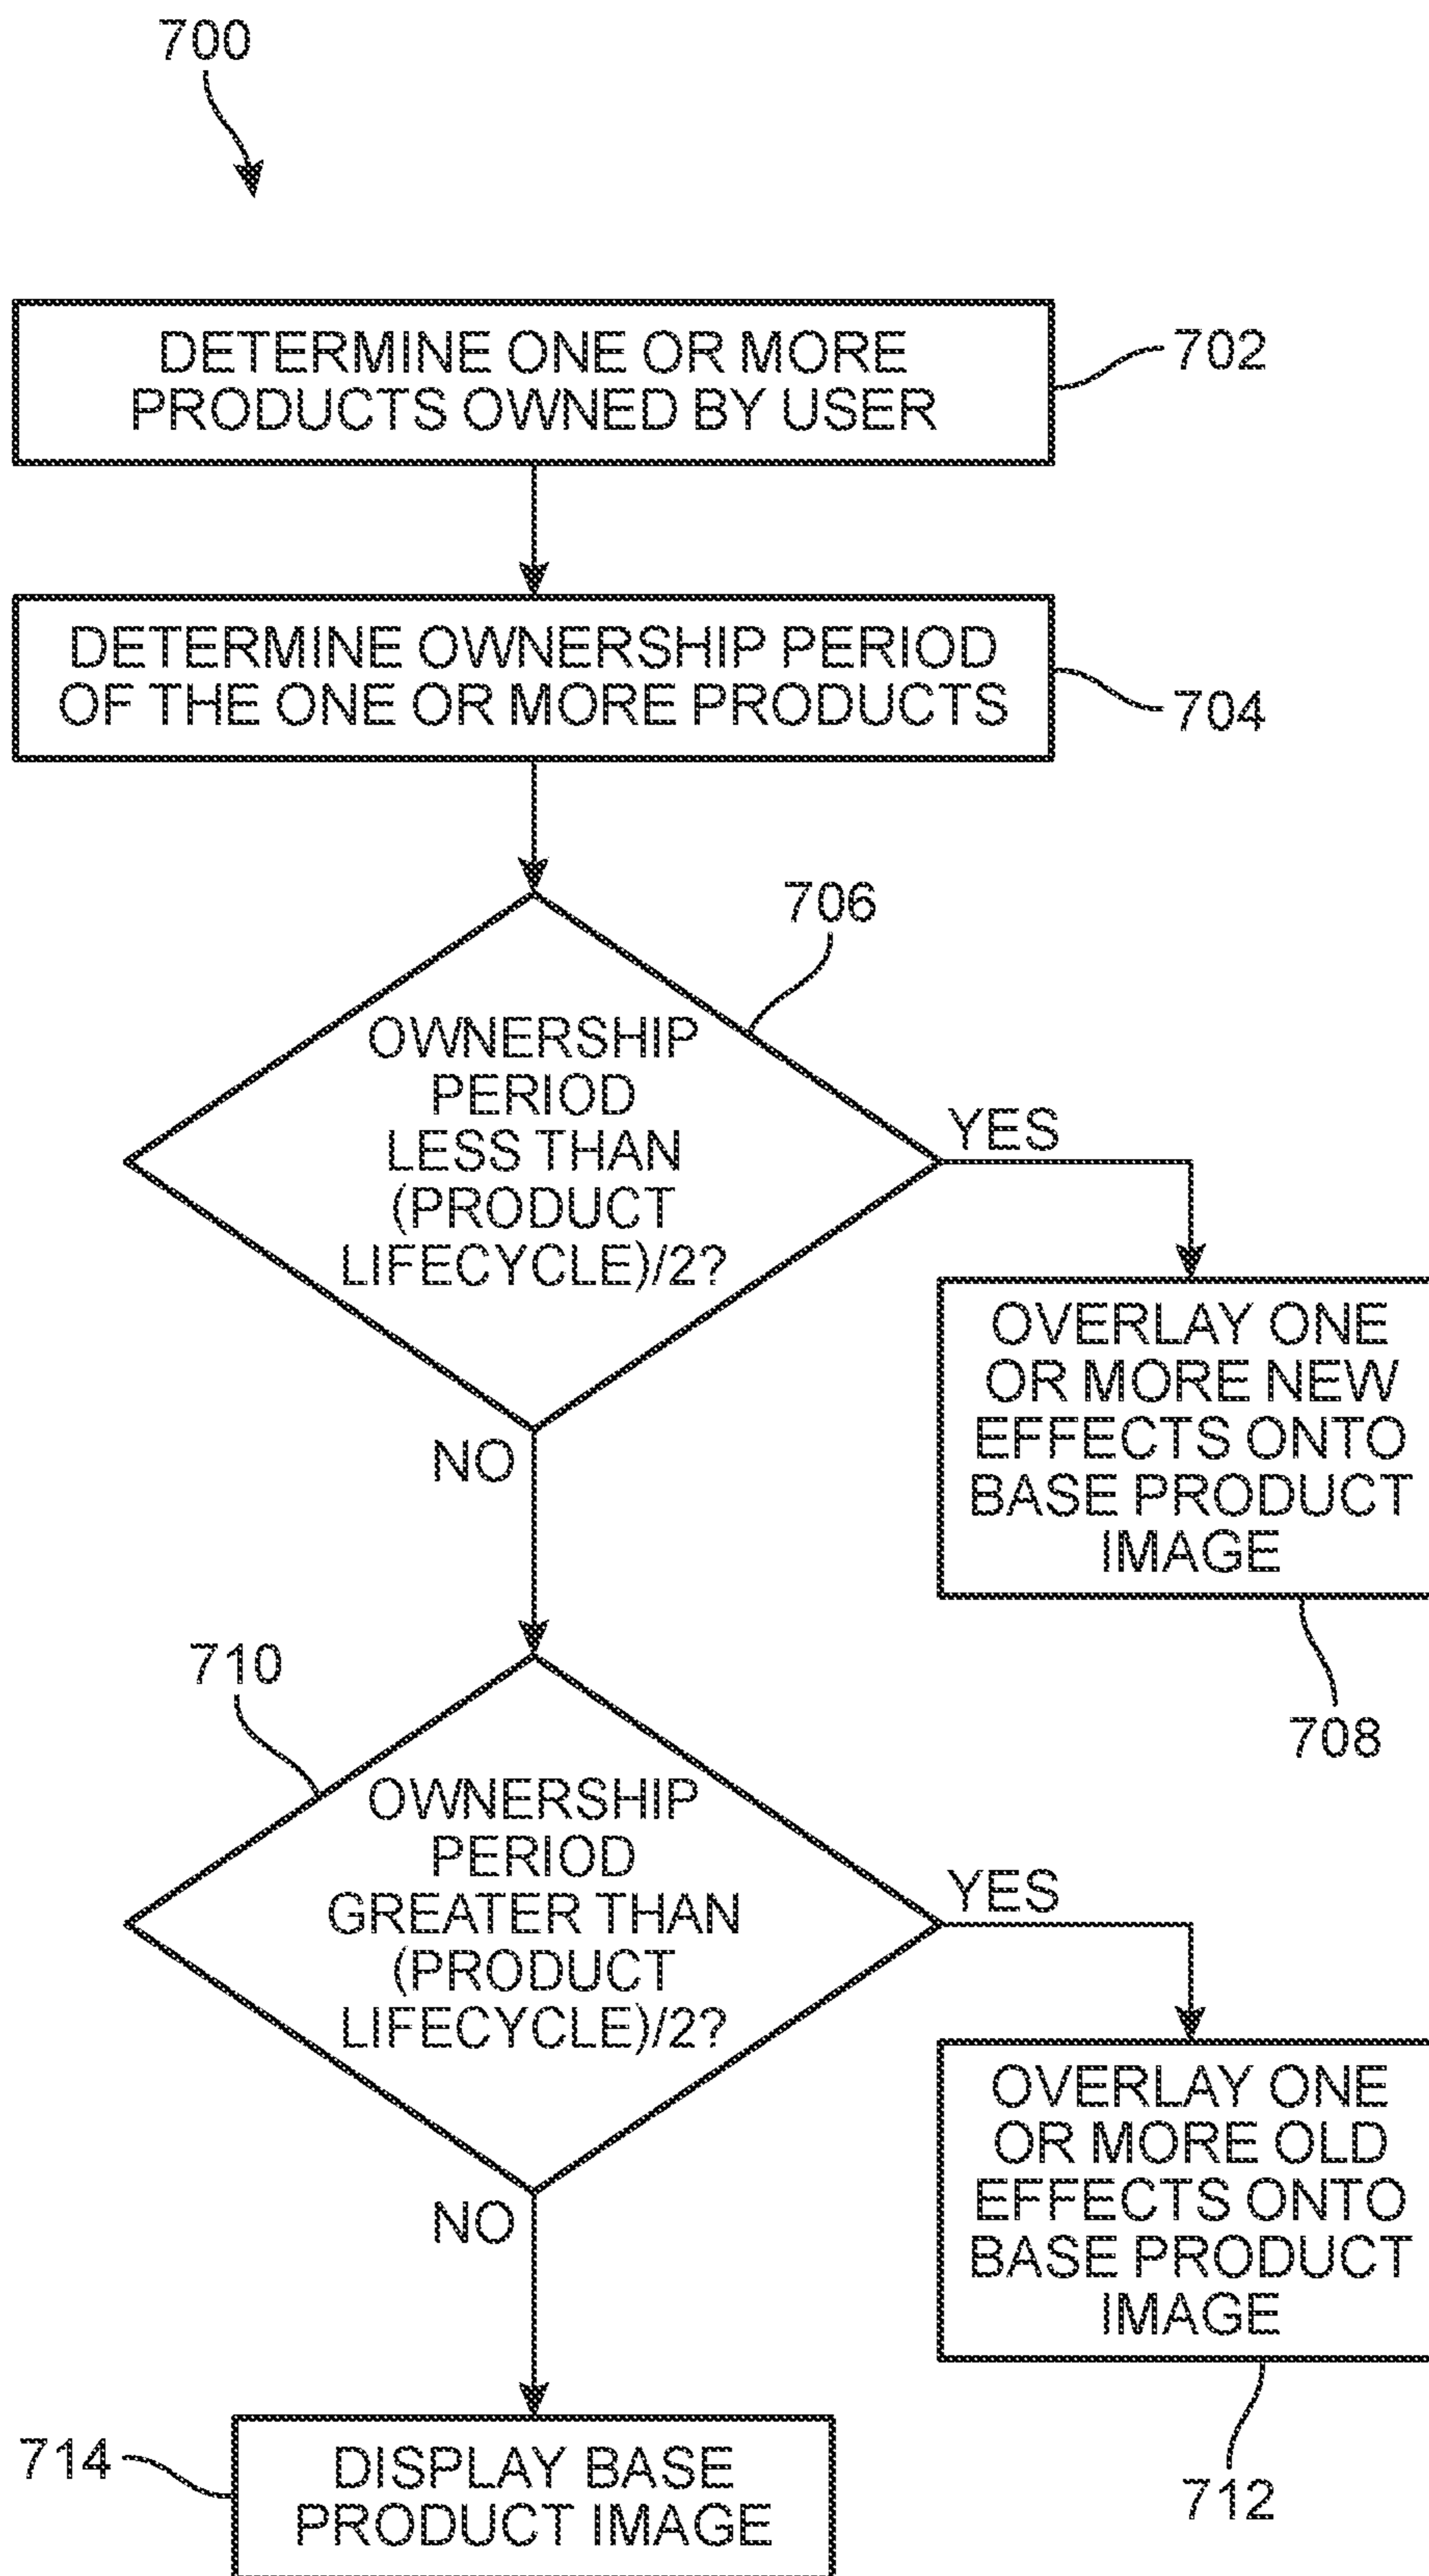 700
DETERMINE ONE OR MORE
PRODUCTS OWNED BY USER
702
DETERMINE OWNERSHIP PERIOD
OF THE ONE OR MORE PRODUCTS
704
706
OWNERSHIP
PERIOD
LESS THAN
(PRODUCT
LIFECYCLE)/2?
YES
NO
OVERLAY ONE
OR MORE NEW
EFFECTS ONTO
BASE PRODUCT
IMAGE
708
710
OWNERSHIP
PERIOD
GREATER THAN
(PRODUCT
LIFECYCLE)/2?
YES
NO
OVERLAY ONE
OR MORE OLD
EFFECTS ONTO
BASE PRODUCT
IMAGE
712
714
DISPLAY BASE
PRODUCT IMAGE